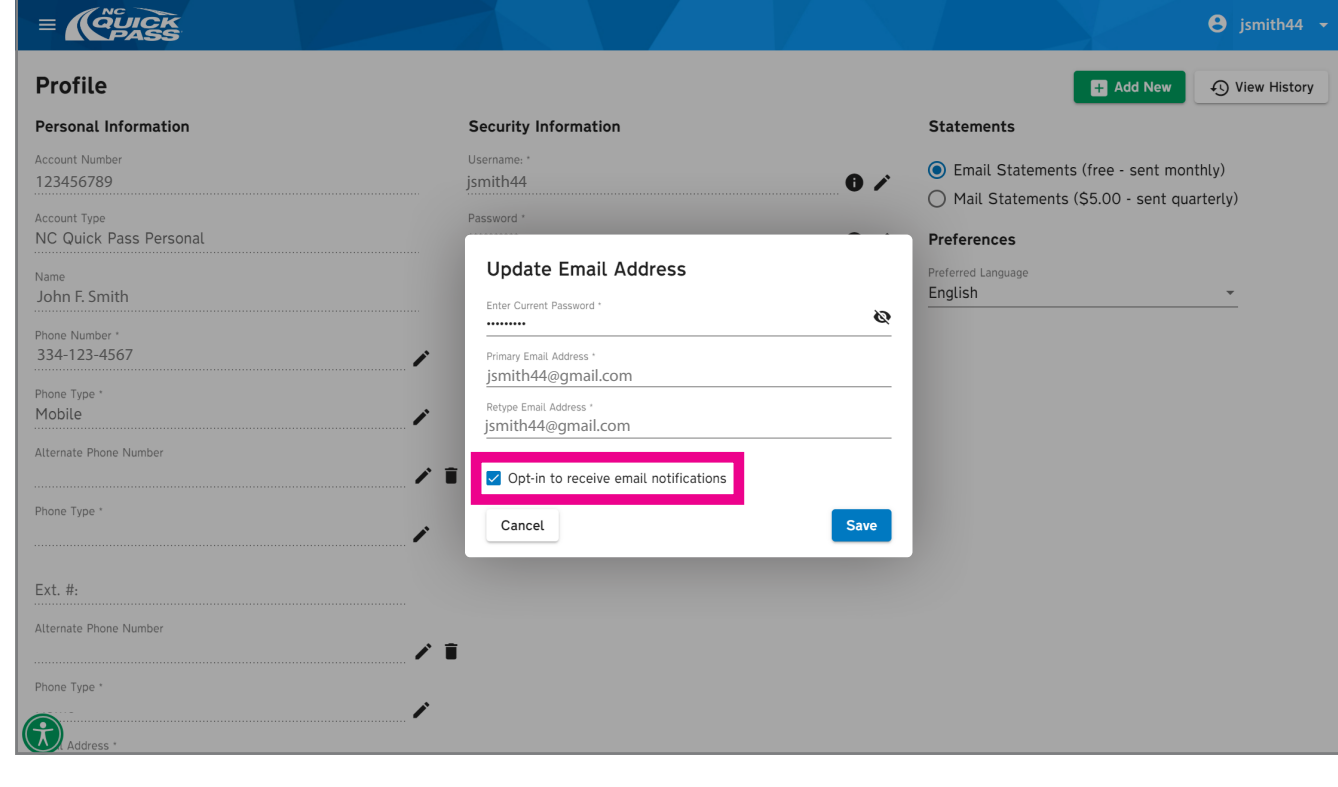 NC
QUICK
PASS
jsmith44
Profile
Add New
View History
Personal Information
Account Number
123456789
Account Type
NC Quick Pass Personal
Name
John F. Smith
Phone Number *
334-123-4567
Phone Type *
Mobile
Alternate Phone Number
Phone Type *
Ext. #:
Alternate Phone Number
Phone Type *
Address *
Security Information
Username: *
jsmith44
Password *
Statements
Email Statements (free - sent monthly)
Mail Statements ($5.00 - sent quarterly)
Preferences
Preferred Language
English
Update Email Address
Enter Current Password *
•••••••••
Primary Email Address *
jsmith44@gmail.com
Retype Email Address *
jsmith44@gmail.com
Opt-in to receive email notifications
Cancel
Save